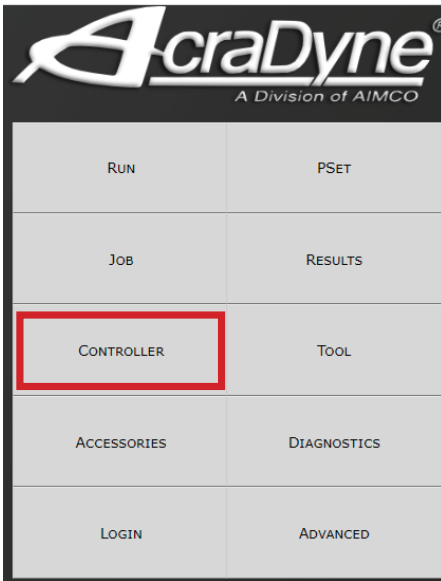 AcraDyne®
A Division of AIMCO
RUN PSET
JOB RESULTS
CONTROLLER TOOL
ACCESSORIES DIAGNOSTICS
LOGIN ADVANCED